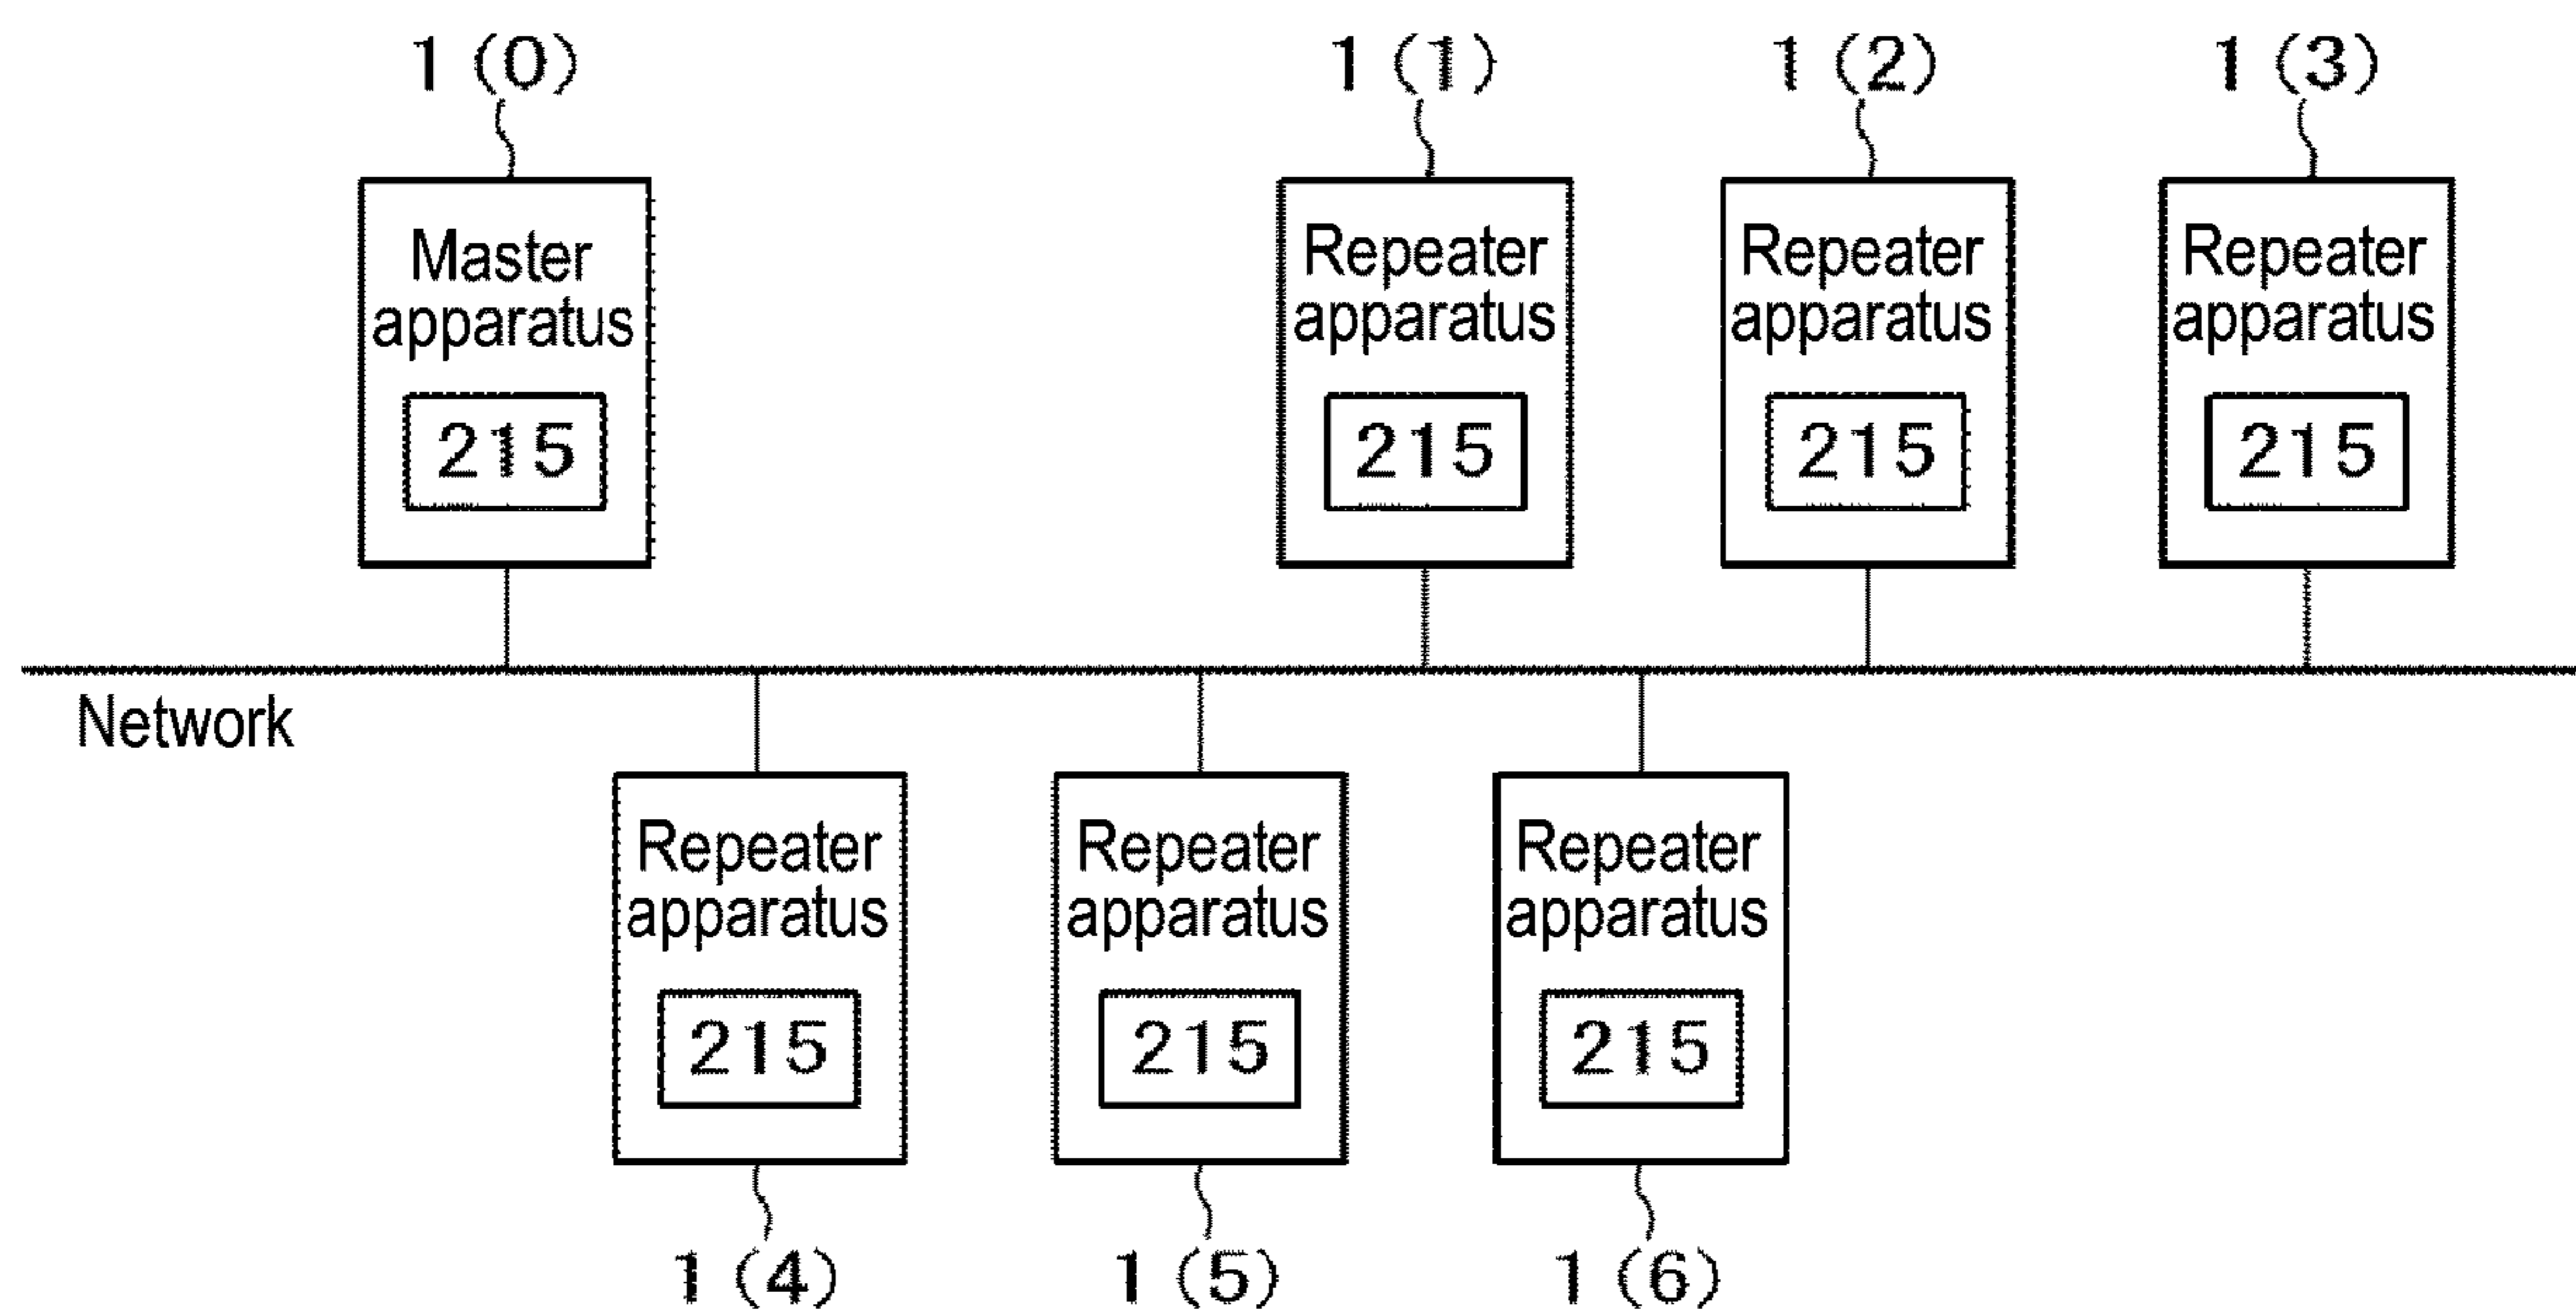 1(0)
1(1)
1(2)
1(3)
Master
apparatus
215
Repeater
apparatus
215
Repeater
apparatus
215
Repeater
apparatus
215
Network
Repeater
apparatus
215
Repeater
apparatus
215
Repeater
apparatus
215
1(4)
1(5)
1(6)